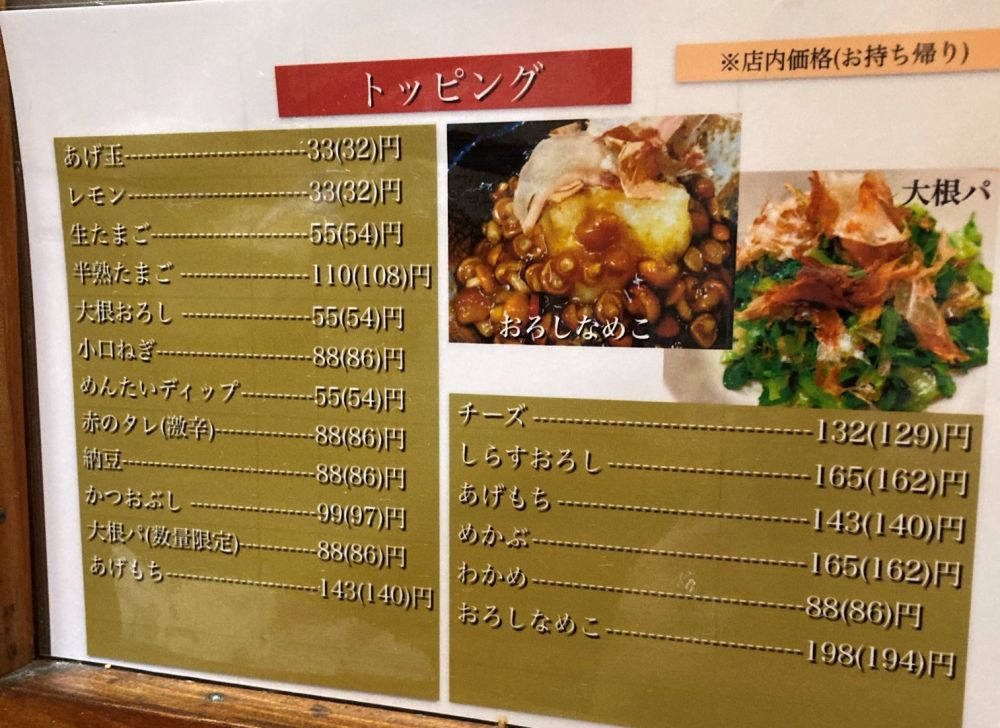 トッピング
※店内価格(お持ち帰り)
あげ玉---------------------------33(32)円
レモン--------------------------33(32)円
生たまご-----------------------55(54)円
半熟たまご -------------------110(108)円
大根おろし -------------------55(54)円
小口ねぎ-----------------------88(86)円
めんたいディップ----------55(54)円
赤のタレ(激辛)--------------88(86)円
納豆----------------------------88(86)円
かつおぶし ------------------99(97)円
大根パ(数量限定)-----------88(86)円
あげもち----------------------143(140)円
おろしなめこ
大根パ
チーズ -----------------------------------132(129)円
しらすおろし -------------------------165(162)円
あげもち --------------------------------143(140)円
めかぶ-----------------------------------165(162)円
わかめ-----------------------------------88(86)円
おろしなめこ-------------------------198(194)円